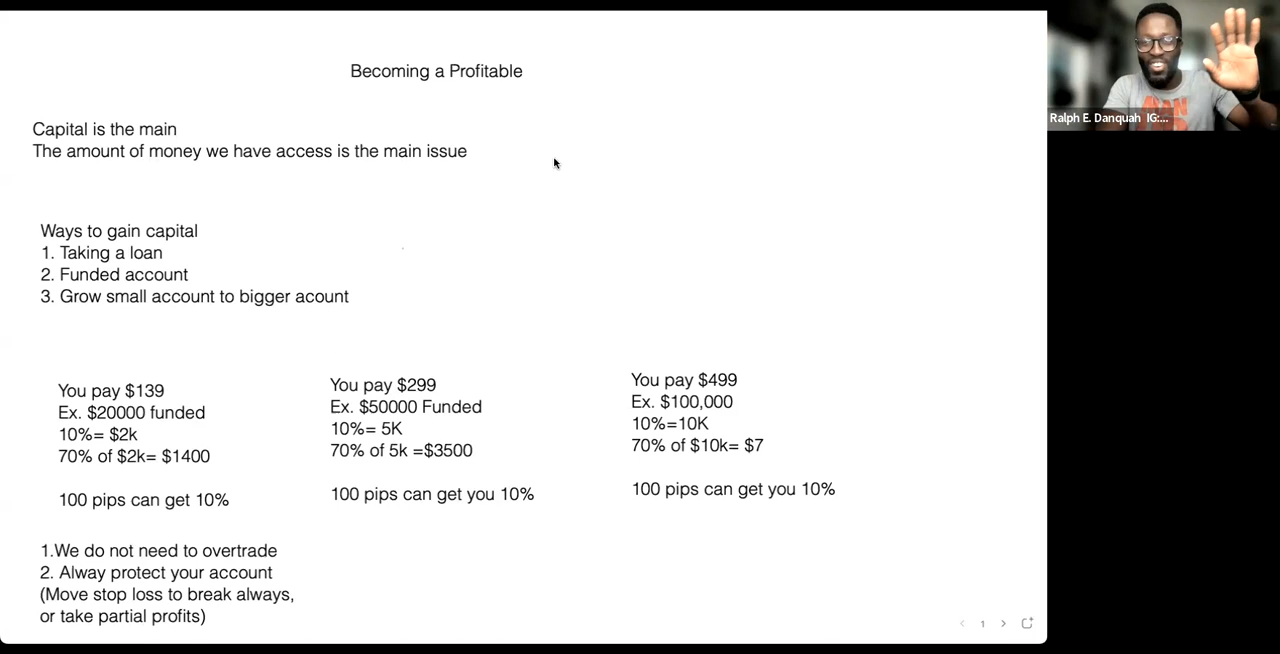 Becoming a Profitable
Capital is the main
The amount of money we have access is the main issue
Ways to gain capital
1. Taking a loan
2. Funded account
3. Grow small account to bigger acount
You pay $139
Ex. $20000 funded
10%= $2k
70% of $2k= $1400
100 pips can get 10%
You pay $299
Ex. $50000 Funded
10%= 5K
70% of 5k =$3500
100 pips can get you 10%
You pay $499
Ex. $100,000
10%=10K
70% of $10k= $7
100 pips can get you 10%
1.We do not need to overtrade
2. Alway protect your account
(Move stop loss to break always,
or take partial profits)
1
Ralph E. Danquah IG:...